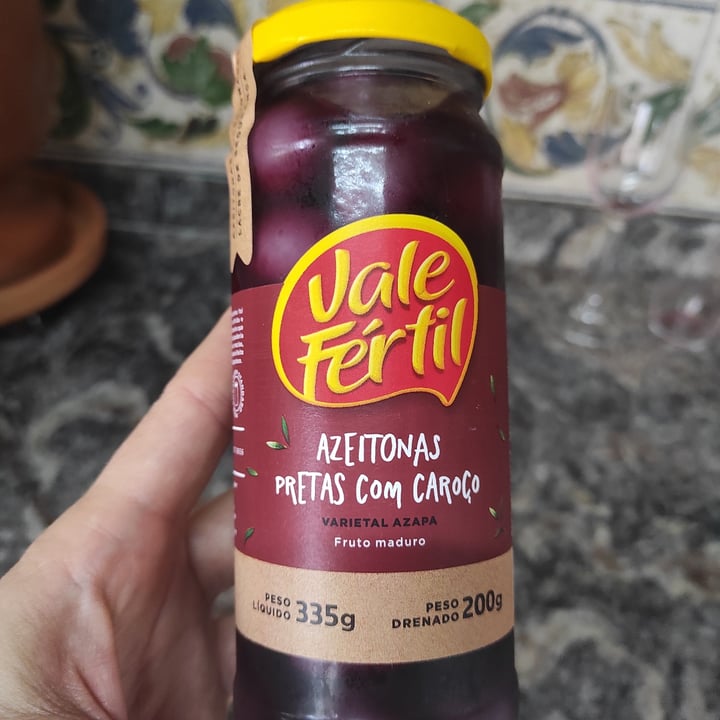 Vale
Fértil
AZEITONAS
PRETAS COM CAROÇO
VARIETAL AZAPA
Fruto maduro
PESO
LÍQUIDO 335g
PESO
DRENADO 200g